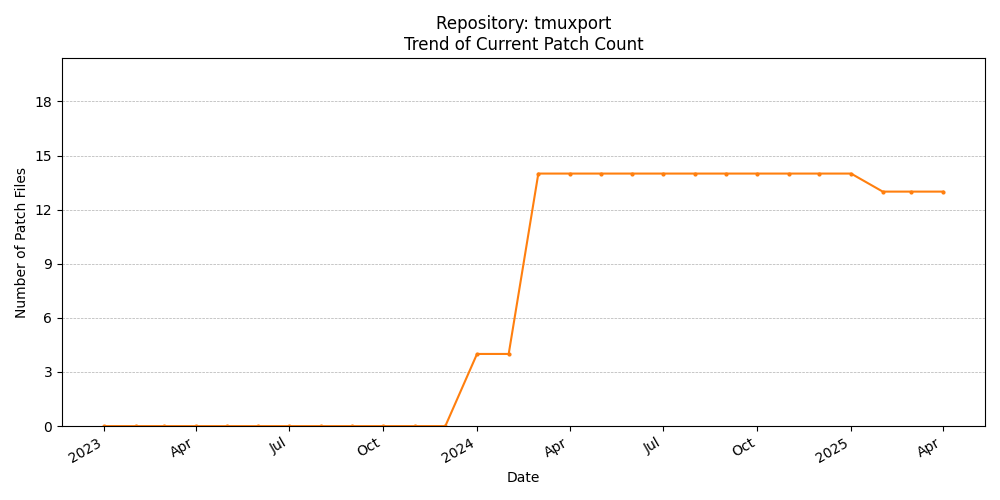 Repository: tmuxport
Trend of Current Patch Count
Number of Patch Files
18
15
12
9
6
3
0
2023
Apr
Jul
Oct
2024
Apr
Jul
Oct
2025
Apr
Date